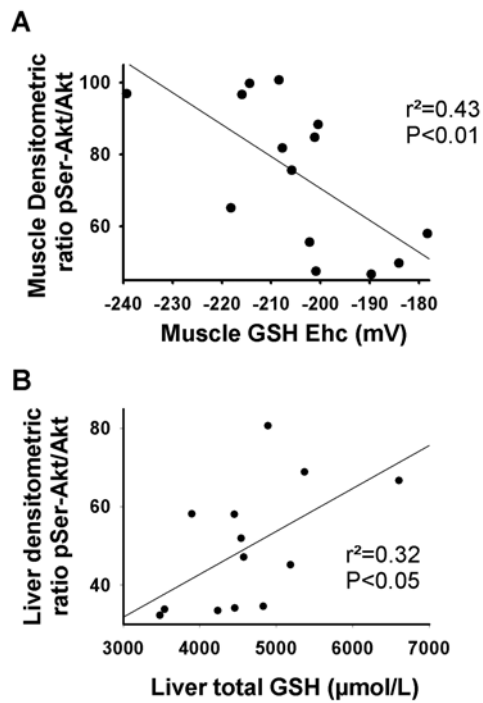 A
Muscle Densitometric
ratio pSer-Akt/Akt
100
80
60
r²=0.43
P<0.01
-240 -230 -220 -210 -200 -190 -180
Muscle GSH Ehc (mV)
B
Liver densitometric
ratio pSer-Akt/Akt
80
60
40
r²=0.32
P<0.05
3000 4000 5000 6000 7000
Liver total GSH (μmol/L)